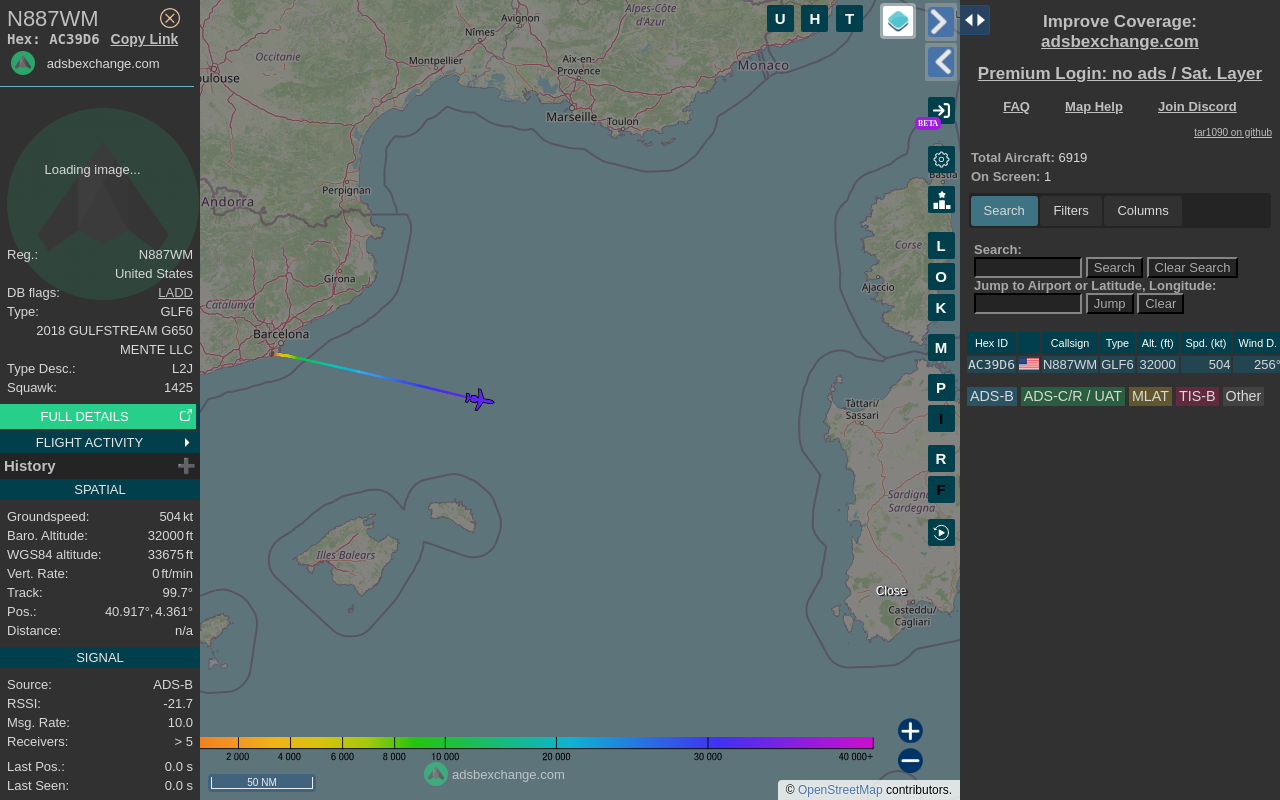 N887WM
Hex: AC39D6 Copy Link
adsbexchange.com
Loading image...
Reg.: N887WM
United States
DB flags: LADD
Type: GLF6
2018 GULFSTREAM G650
MENTE LLC
Type Desc.: L2J
Squawk: 1425
FULL DETAILS
FLIGHT ACTIVITY
History
SPATIAL
Groundspeed: 504 kt
Baro. Altitude: 32000 ft
WGS84 altitude: 33675 ft
Vert. Rate: 0 ft/min
Track: 99.7°
Pos.: 40.917°, 4.361°
Distance: n/a
SIGNAL
Source: ADS-B
RSSI: -21.7
Msg. Rate: 10.0
Receivers: > 5
Last Pos.: 0.0 s
Last Seen: 0.0 s
Alpes-Côte
d'Azur
Avignon
Nîmes
Occitanie
Montpellier
Aix-en-
Provence
Monaco
oulouse
Marseille
Toulon
Perpignan
Andorra
Bastia
Corse
Girona
Ajaccio
Catalunya
Barcelona
Tàttari/
Sassari
Sardigna
Sardegna
Illes Balears
Casteddu/
Cagliari
U H T
BETA
L
O
K
M
P
I
R
F
Close
2 000 4 000 6 000 8 000 10 000 20 000 30 000 40 000+
adsbexchange.com
50 NM
© OpenStreetMap contributors.
Improve Coverage:
adsbexchange.com
Premium Login: no ads / Sat. Layer
FAQ Map Help Join Discord
tar1090 on github
Total Aircraft: 6919
On Screen: 1
Search Filters Columns
Search:
Search Clear Search
Jump to Airport or Latitude, Longitude:
Jump Clear
Hex ID Callsign Type Alt. (ft) Spd. (kt) Wind D.
AC39D6 N887WM GLF6 32000 504 256°
ADS-B ADS-C/R / UAT MLAT TIS-B Other